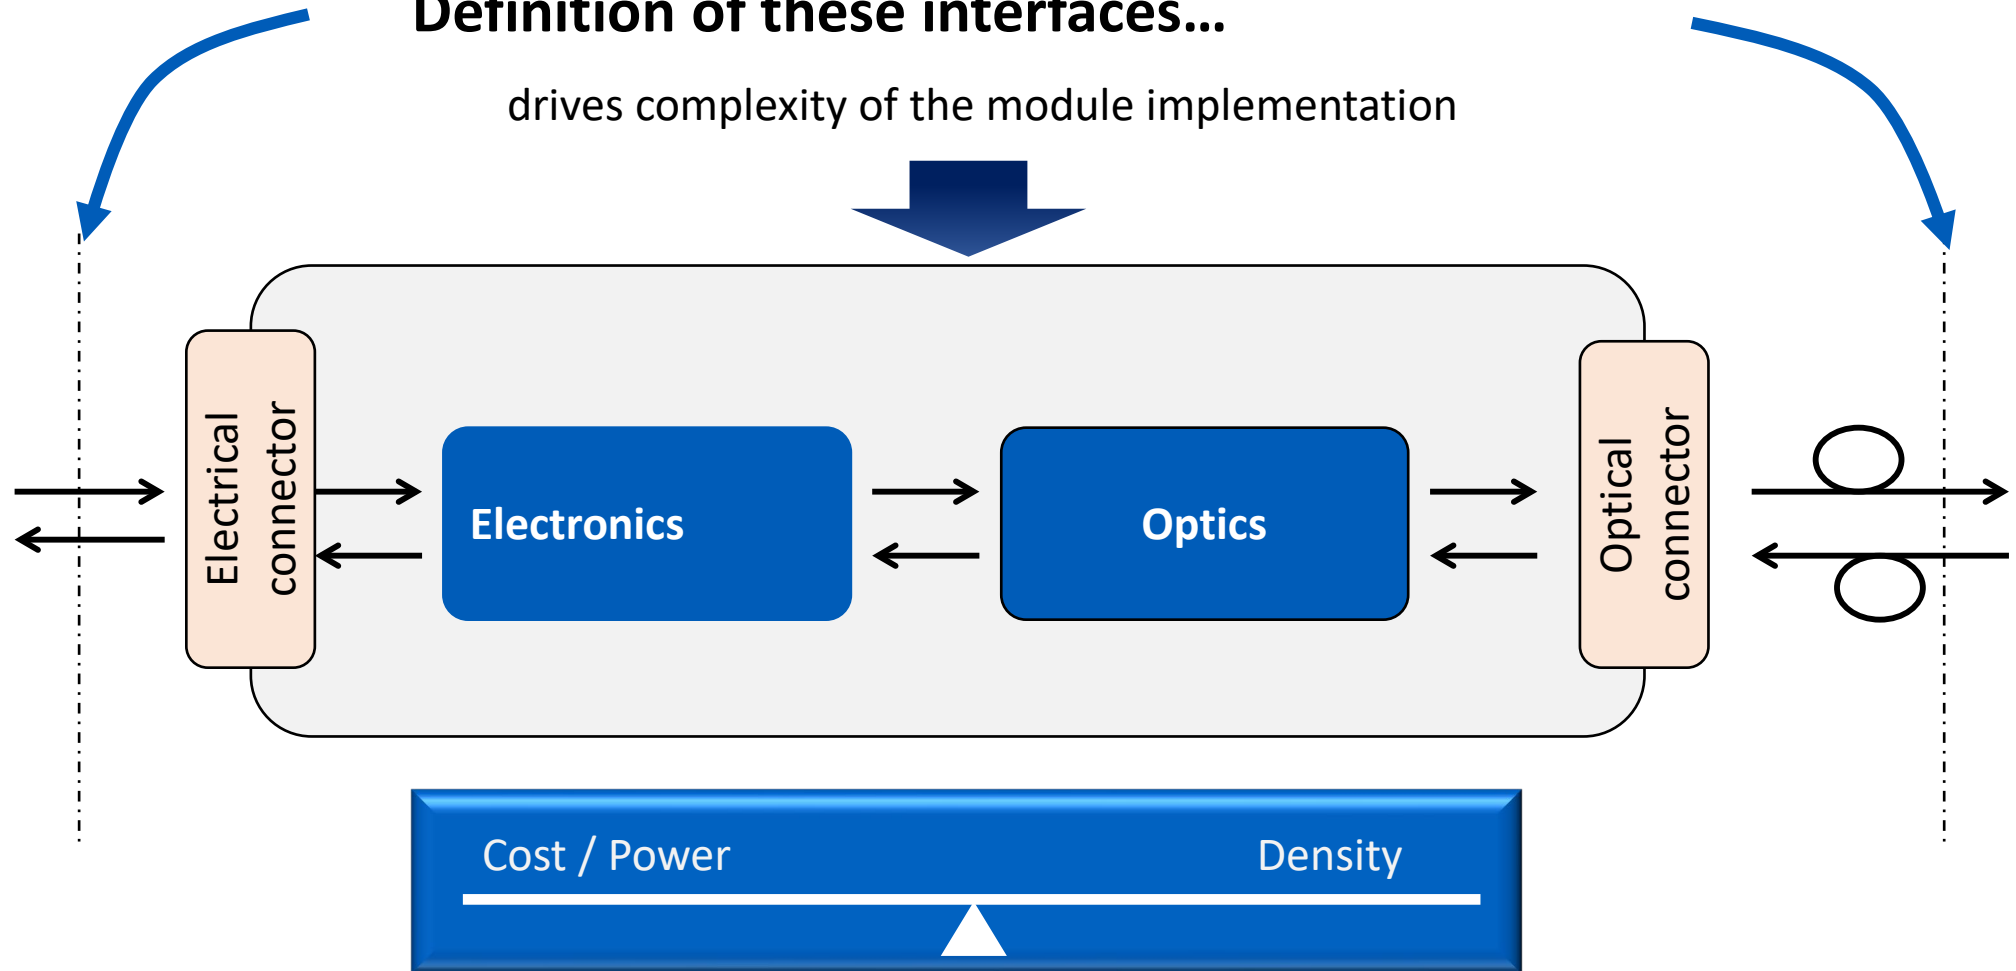 Definition of these interfaces...
drives complexity of the module implementation
Electrical
connector
Electronics
Optics
Optical
connector
Cost / Power
Density